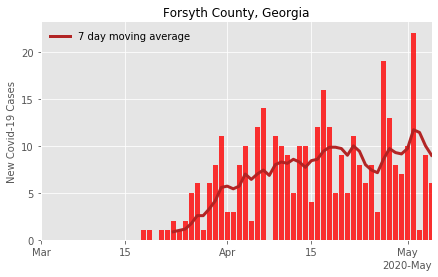 Forsyth County, Georgia
7 day moving average
New Covid-19 Cases
20
15
10
5
0
Mar
15
Apr
15
May
2020-May